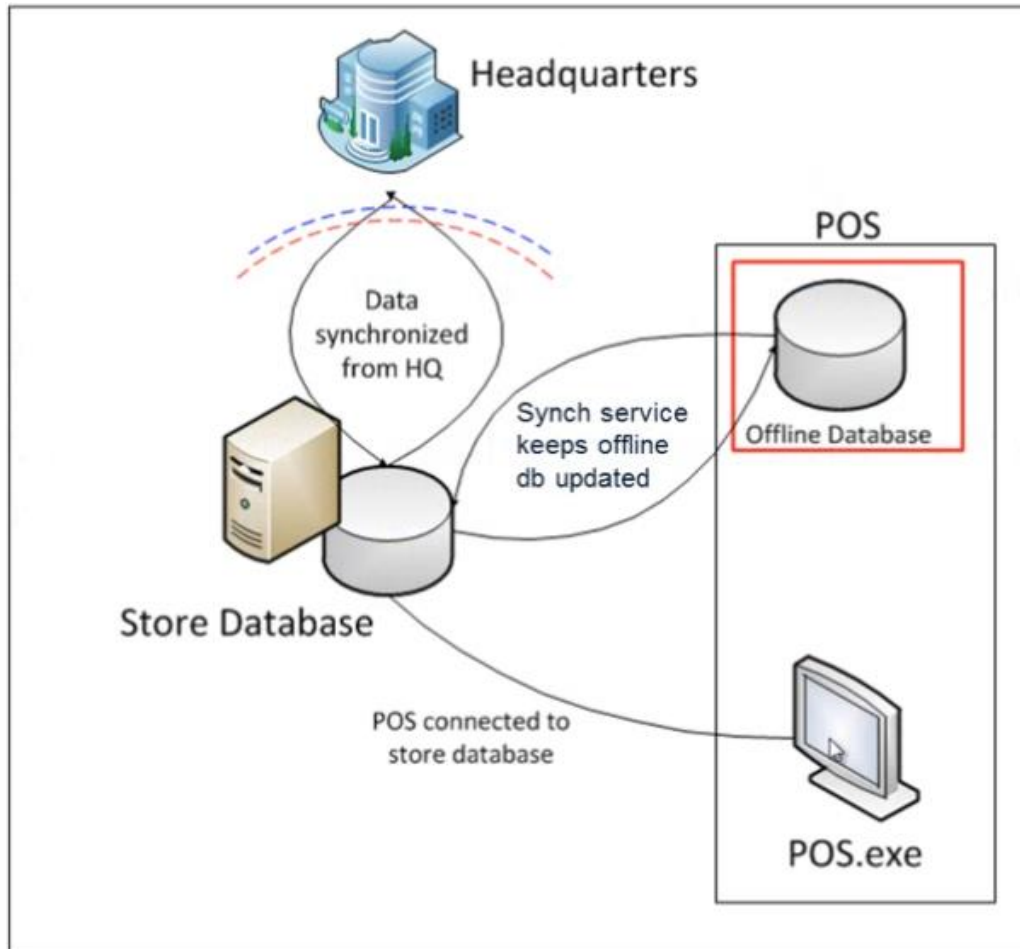 Headquarters
POS
Data
synchronized
from HQ
Synch service
keeps offline
db updated
Offline Database
Store Database
POS connected to
store database
POS.exe